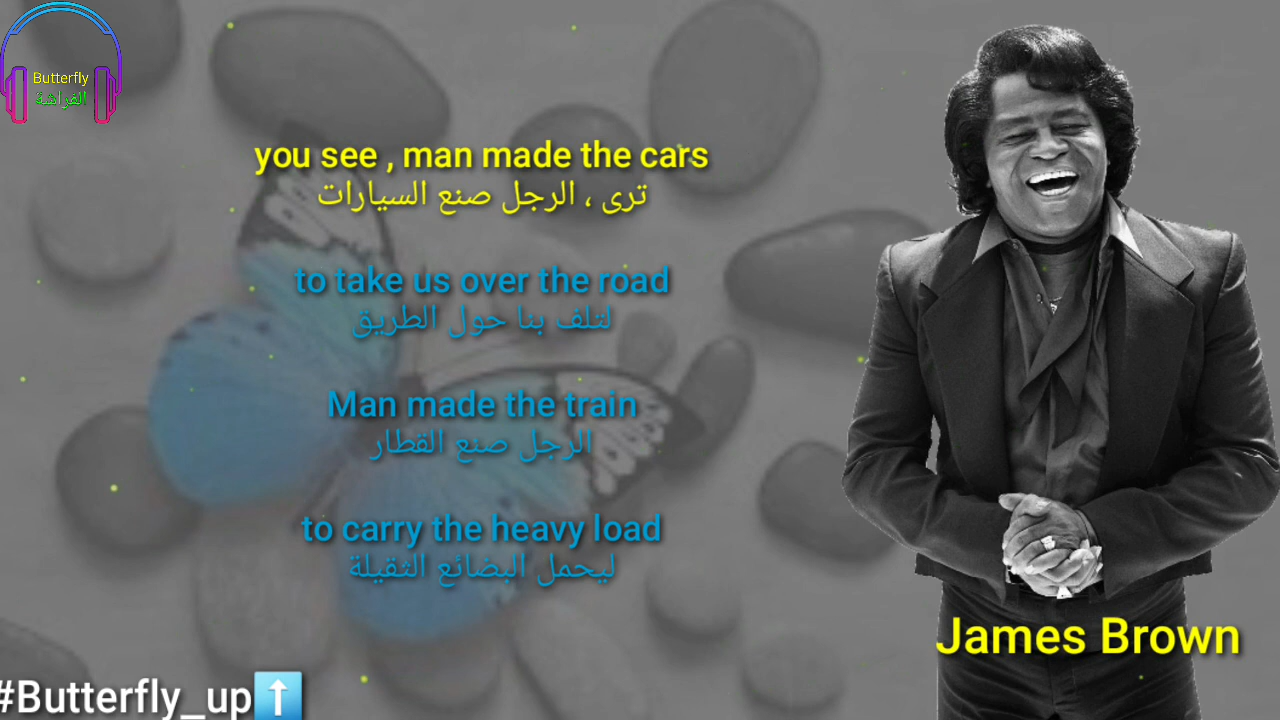 Butterfly
الفراشة
you see , man made the cars
ترى ، الرجل صنع السيارات
to take us over the road
لتلف بنا حول الطريق
Man made the train
الرجل صنع القطار
to carry the heavy load
ليحمل البضائع الثقيلة
James Brown
#Butterfly_up⬆️